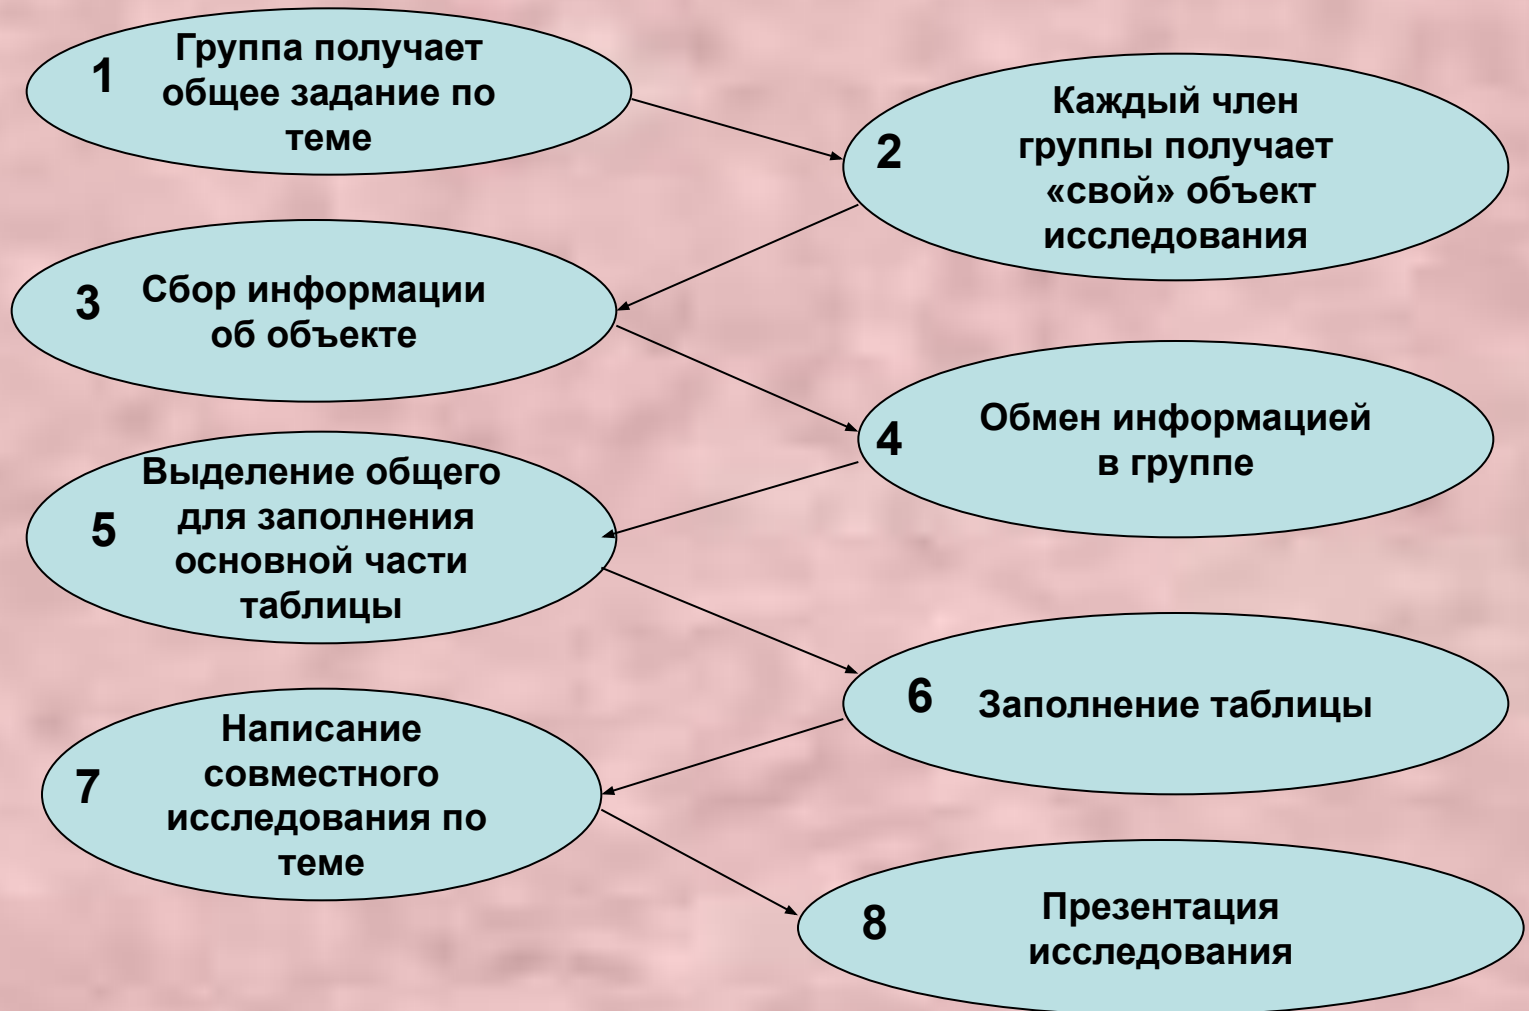 1
Группа получает
общее задание по
теме
2
Каждый член
группы получает
«свой» объект
исследования
3
Сбор информации
об объекте
4
Обмен информацией
в группе
5
Выделение общего
для заполнения
основной части
таблицы
6
Заполнение таблицы
7
Написание
совместного
исследования по
теме
8
Презентация
исследования